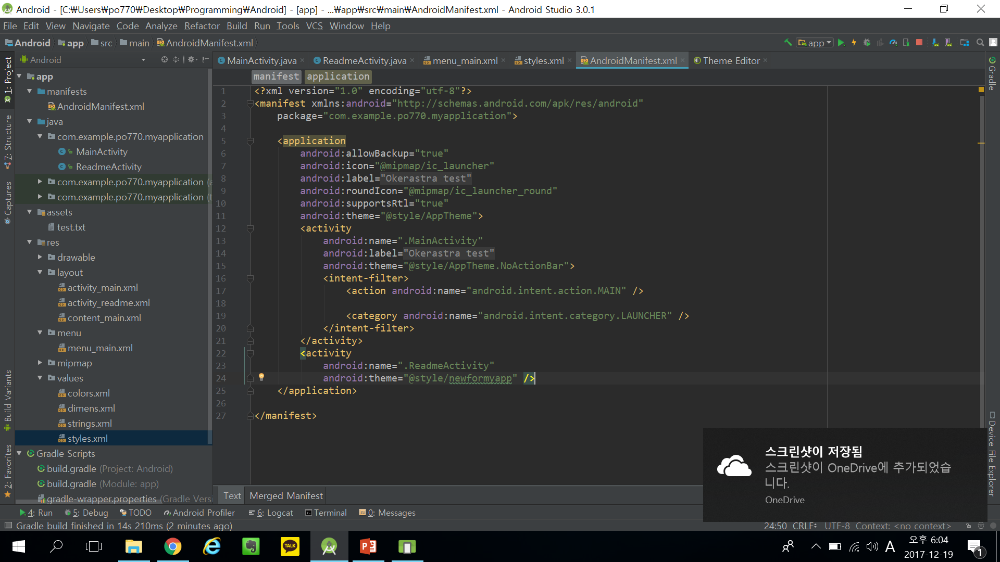 Android - [C:₩Users₩po770₩Desktop₩Programming₩Android] - [app] - ...₩app₩src₩main₩AndroidManifest.xml - Android Studio 3.0.1
File Edit View Navigate Code Analyze Refactor Build Run Tools VCS Window Help
Android app src main AndroidManifest.xml app
Android
MainActivity.java ReadmeActivity.java menu_main.xml styles.xml AndroidManifest.xml Theme Editor
manifest application
1: Project
7: Structure
Captures
Build Variants
2: Favorites
app
manifests
AndroidManifest.xml
java
com.example.po770.myapplication
MainActivity
ReadmeActivity
com.example.po770.myapplication (a
com.example.po770.myapplication (t
assets
test.txt
res
drawable
layout
activity_main.xml
activity_readme.xml
content_main.xml
menu
menu_main.xml
mipmap
values
colors.xml
dimens.xml
strings.xml
styles.xml
Gradle Scripts
build.gradle (Project: Android)
build.gradle (Module: app)
gradle-wrapper.properties (Gradle Versi
1 <?xml version="1.0" encoding="utf-8"?>
2 <manifest xmlns:android="http://schemas.android.com/apk/res/android"
3 package="com.example.po770.myapplication">
4
5 <application
6 android:allowBackup="true"
7 android:icon="@mipmap/ic_launcher"
8 android:label="Okerastra test"
9 android:roundIcon="@mipmap/ic_launcher_round"
10 android:supportsRtl="true"
11 android:theme="@style/AppTheme">
12 <activity
13 android:name=".MainActivity"
14 android:label="Okerastra test"
15 android:theme="@style/AppTheme.NoActionBar">
16 <intent-filter>
17 <action android:name="android.intent.action.MAIN" />
18
19 <category android:name="android.intent.category.LAUNCHER" />
20 </intent-filter>
21 </activity>
22 <activity
23 android:name=".ReadmeActivity"
24 android:theme="@style/newformyapp" />
25 </application>
26
27 </manifest>
Gradle
Device File Explorer
Text Merged Manifest
스크린샷이 저장됨
스크린샷이 OneDrive에 추가되었습
니다.
OneDrive
4: Run 5: Debug TODO Android Profiler 6: Logcat Terminal 0: Messages
Gradle build finished in 14s 210ms (2 minutes ago) 24:50 CRLF UTF-8 Context: <no context>
TALK
A
오후 6:04
2017-12-19
1